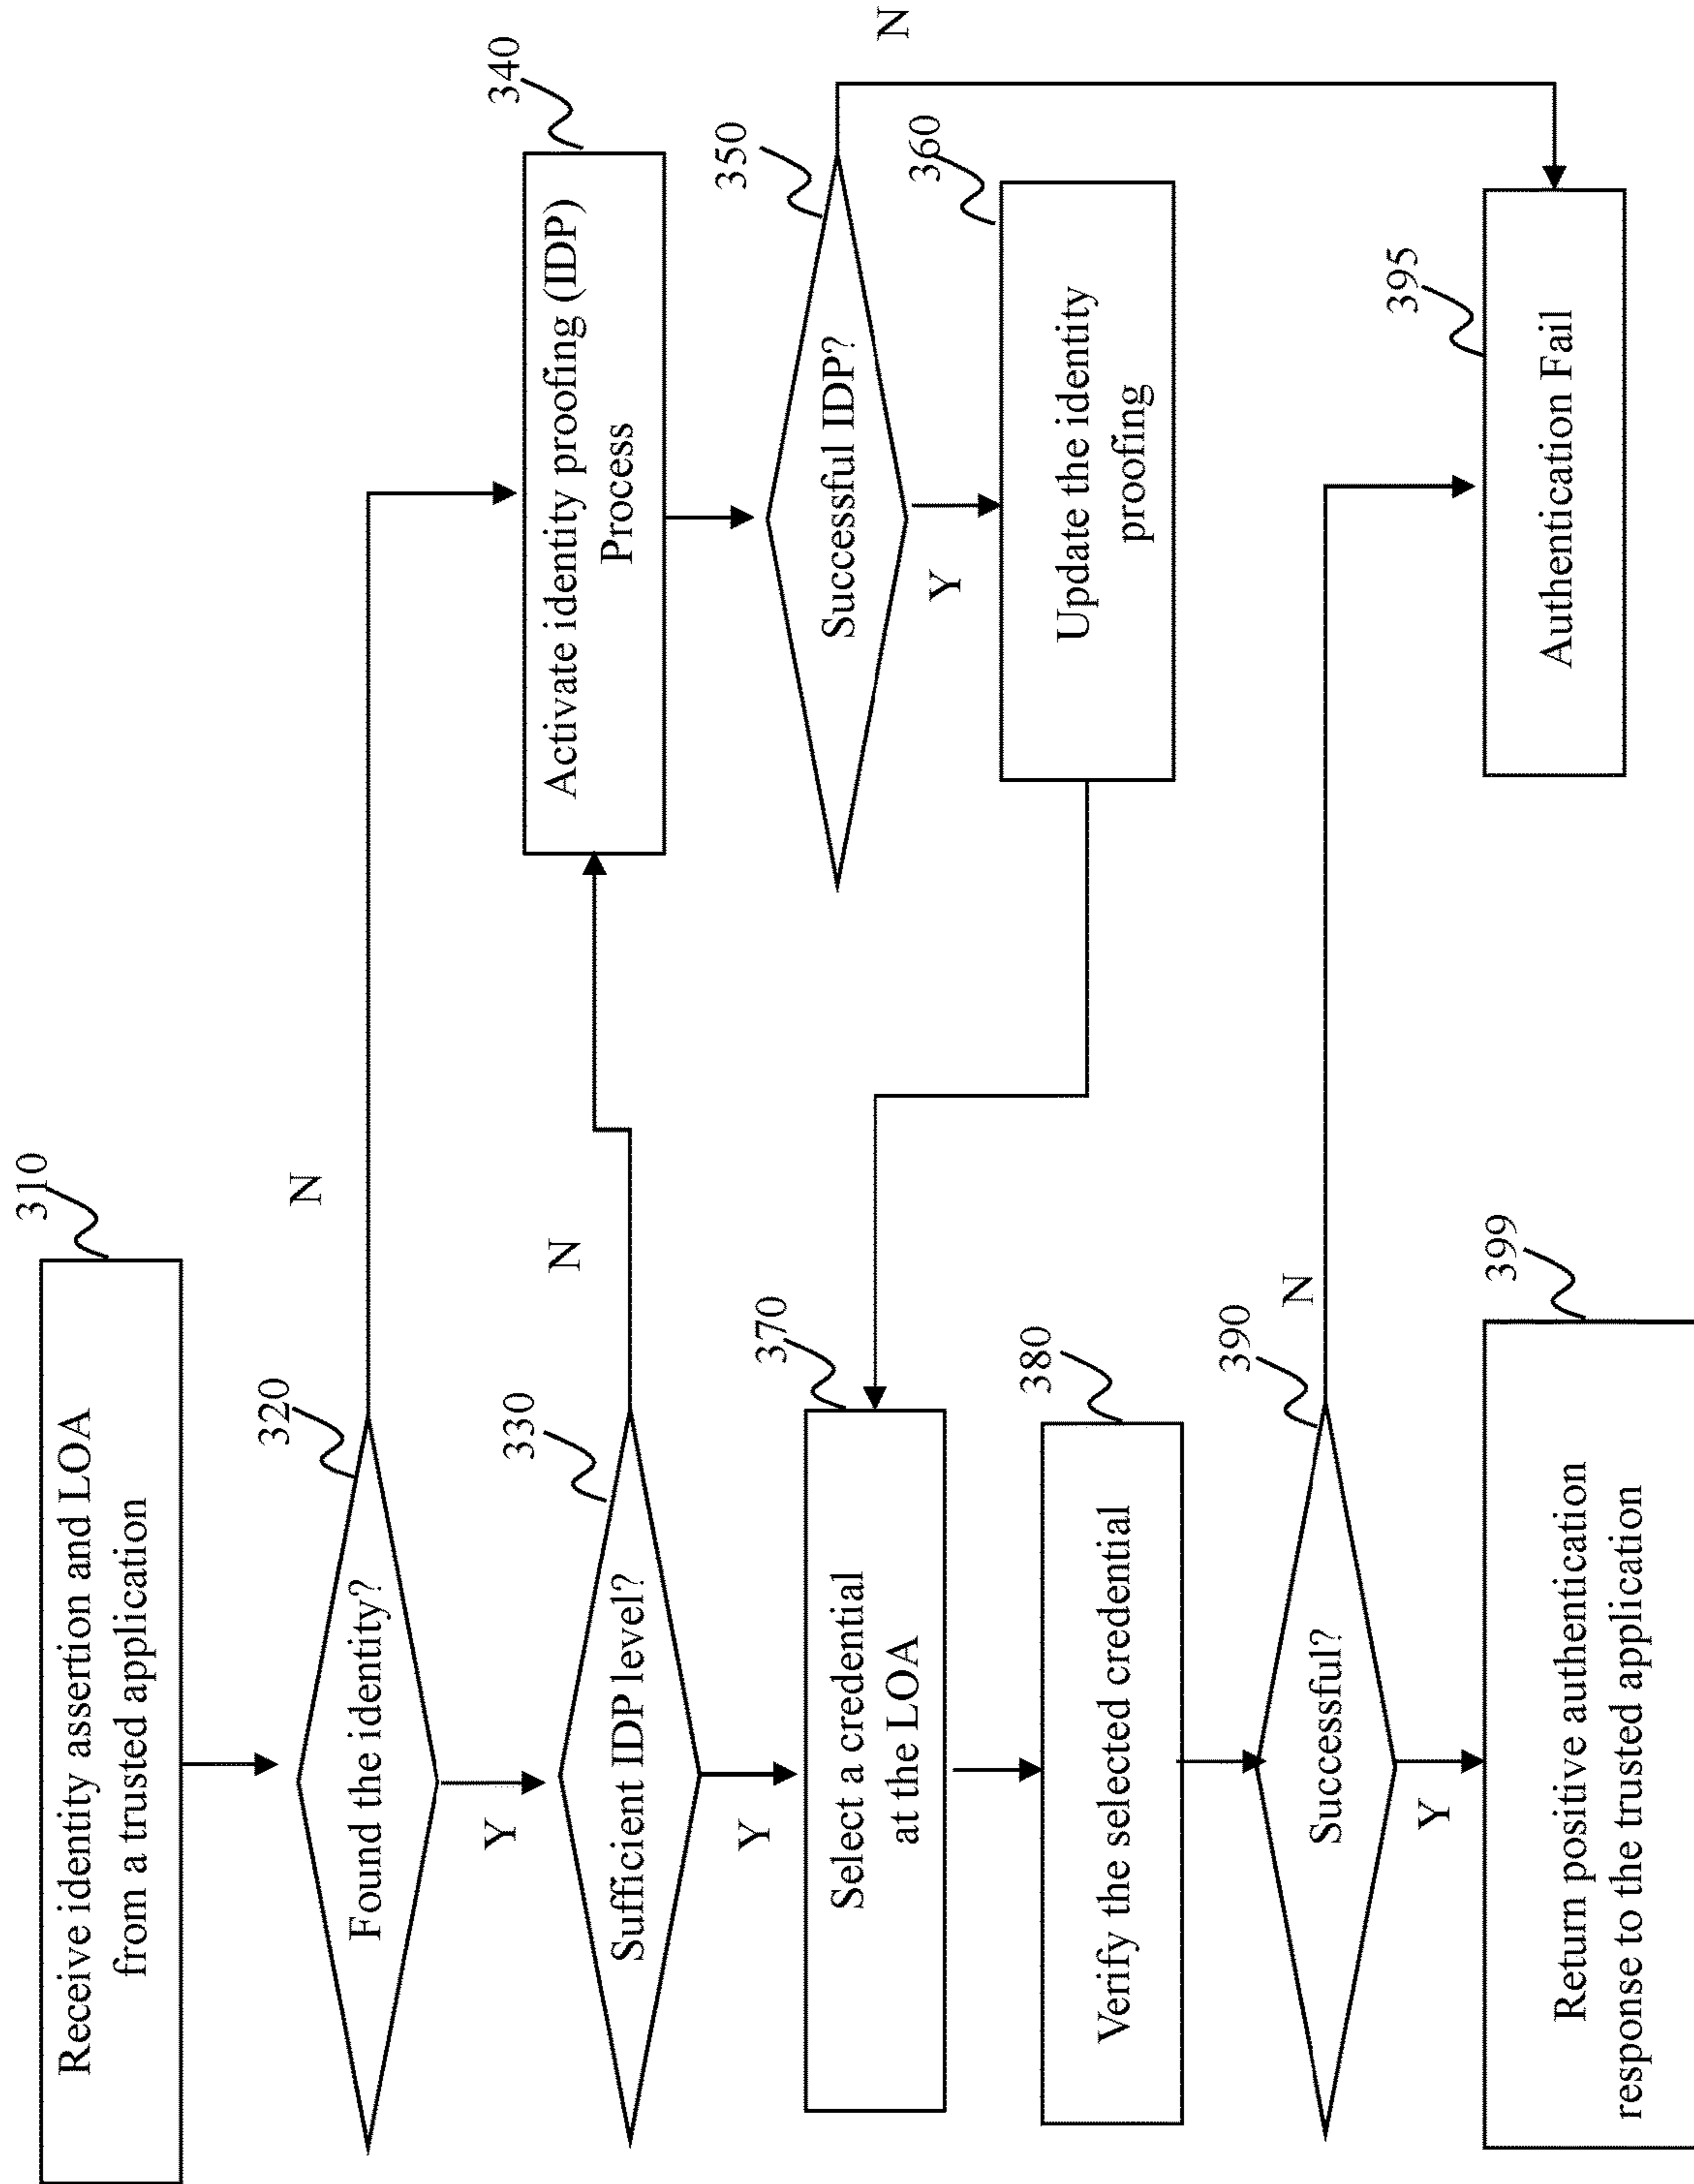 310
Receive identity assertion and LOA
from a trusted application
320
Found the identity?
N
Y
330
Sufficient IDP level?
N
Y
340
Activate identity proofing (IDP)
Process
350
Successful IDP?
N
Y
360
Update the identity
proofing
370
Select a credential
at the LOA
380
Verify the selected credential
390
Successful?
N
Y
395
Authentication Fail
399
Return positive authentication
response to the trusted application